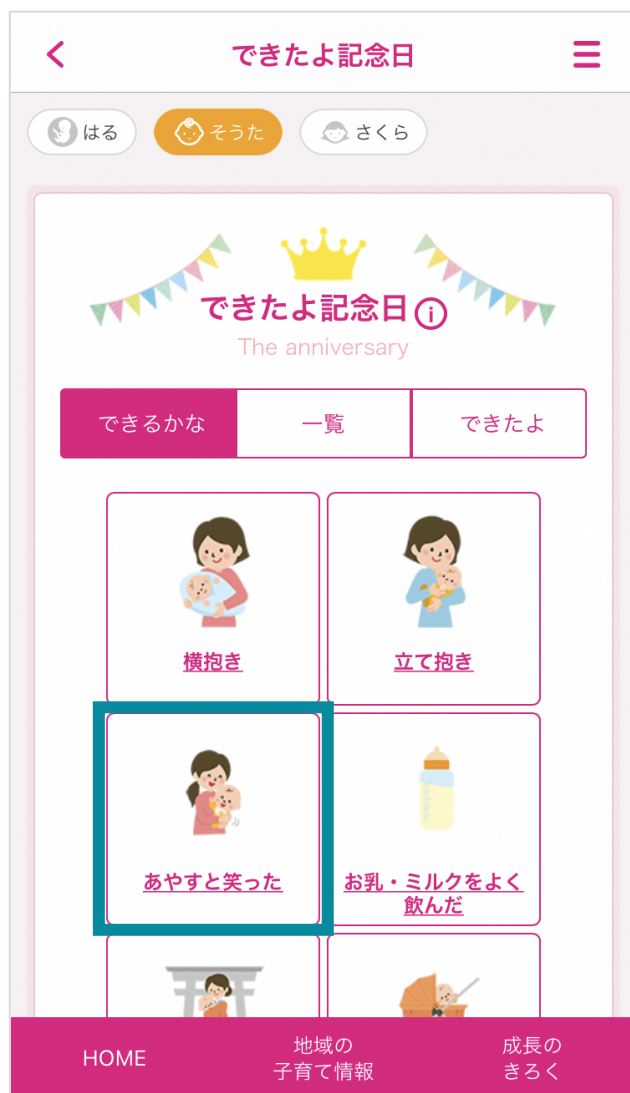 できたよ記念日
はる
そうた
さくら
できたよ記念日
The anniversary
できるかな
一覧
できたよ
横抱き
立て抱き
あやすと笑った
お乳・ミルクをよく
飲んだ
HOME
地域の
子育て情報
成長の
きろく